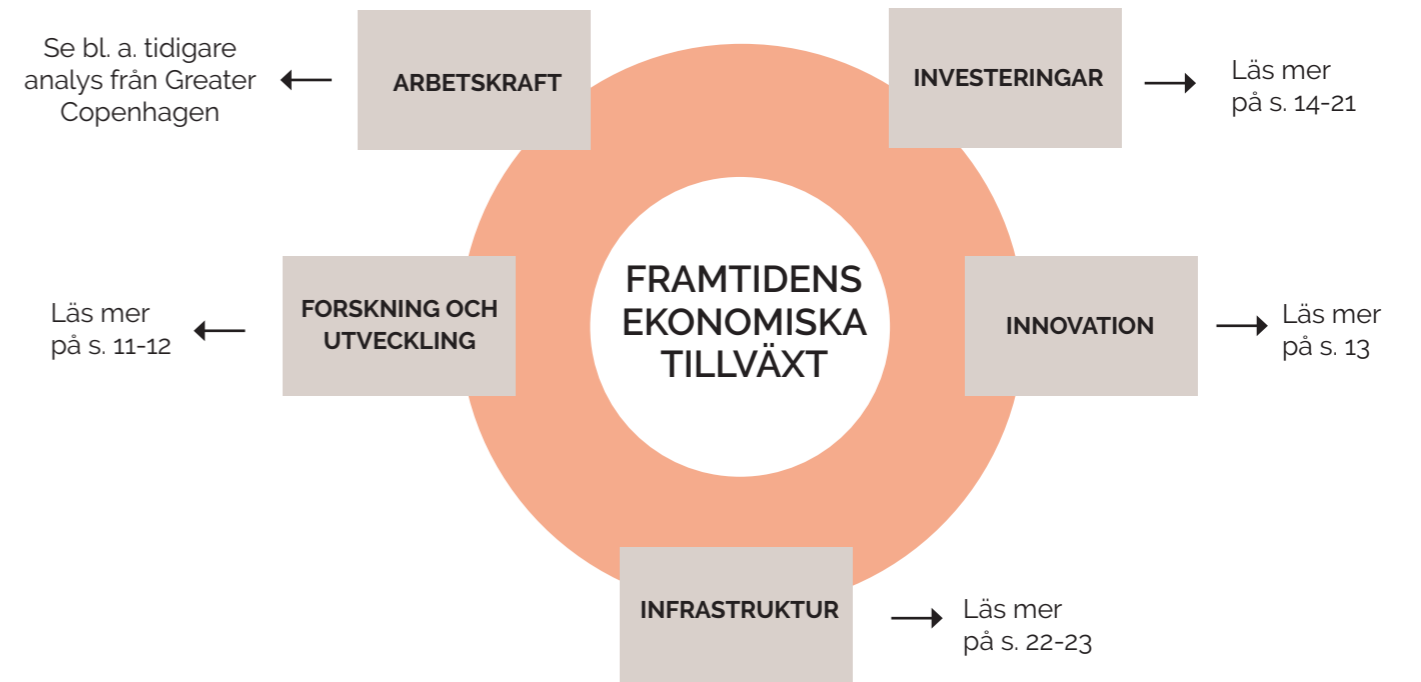 Se bl. a. tidigare
analys från Greater
Copenhagen
ARBETSKRAFT
INVESTERINGAR
Läs mer
på s. 14-21
Läs mer
på s. 11-12
FORSKNING OCH
UTVECKLING
FRAMTIDENS
EKONOMISKA
TILLVÄXT
INNOVATION
Läs mer
på s. 13
INFRASTRUKTUR
Läs mer
på s. 22-23